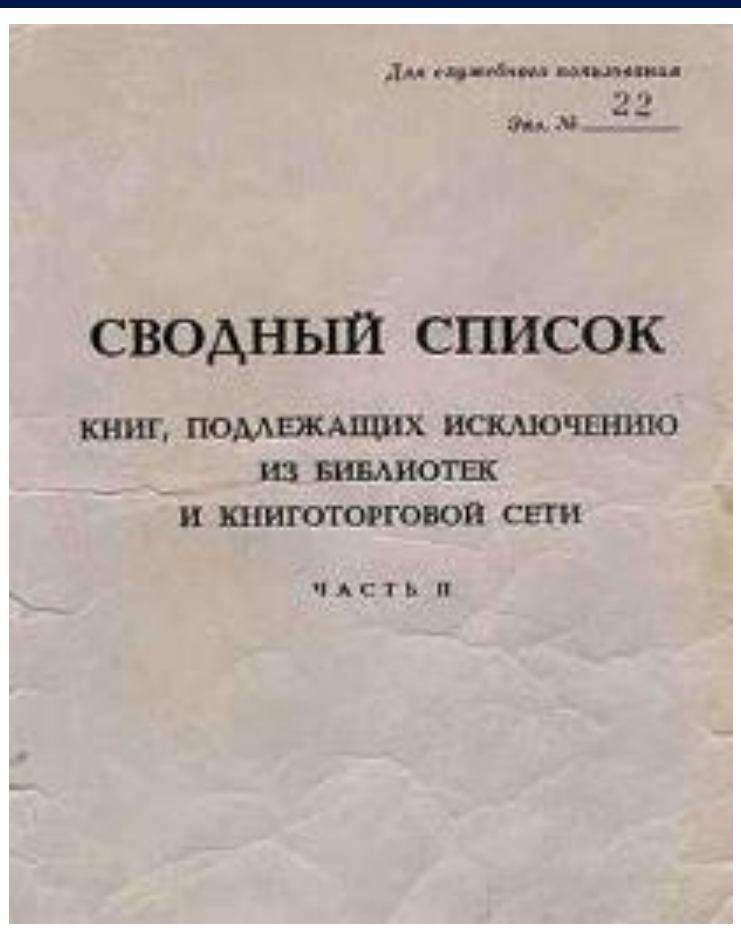 Для служебного пользования
Экз. № 22
СВОДНЫЙ СПИСОК
КНИГ, ПОДЛЕЖАЩИХ ИСКЛЮЧЕНИЮ
ИЗ БИБЛИОТЕК
И КНИГОТОРГОВОЙ СЕТИ
ЧАСТЬ II